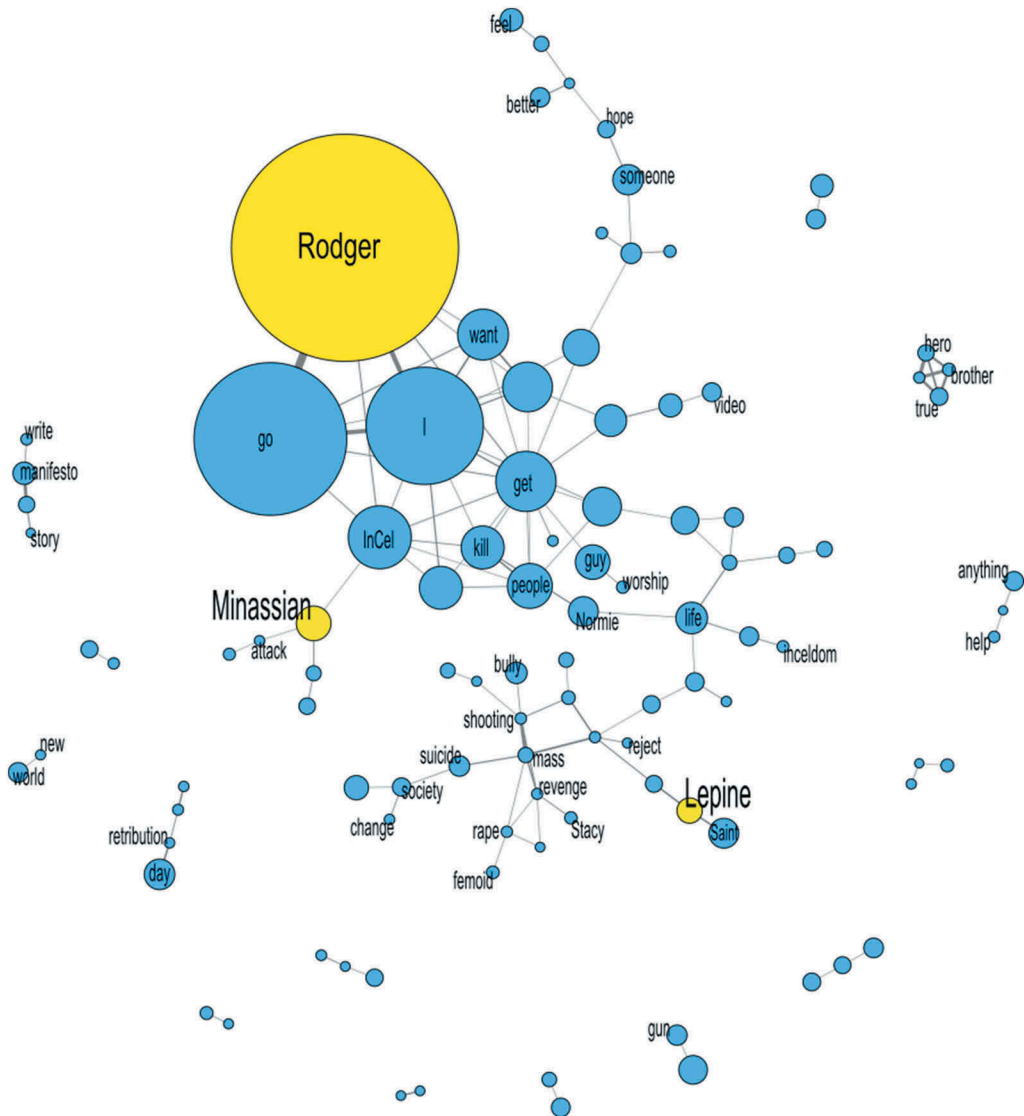 feel
better
hope
someone
Rodger
want
hero
brother
true
go
I
video
write
manifesto
story
get
InCel
kill
guy
worship
people
anything
help
Minassian
attack
Normie
life
inceldom
bully
shooting
new
world
suicide
mass
reject
society
revenge
change
rape
Stacy
femoid
Lepine
Saint
retribution
day
gun